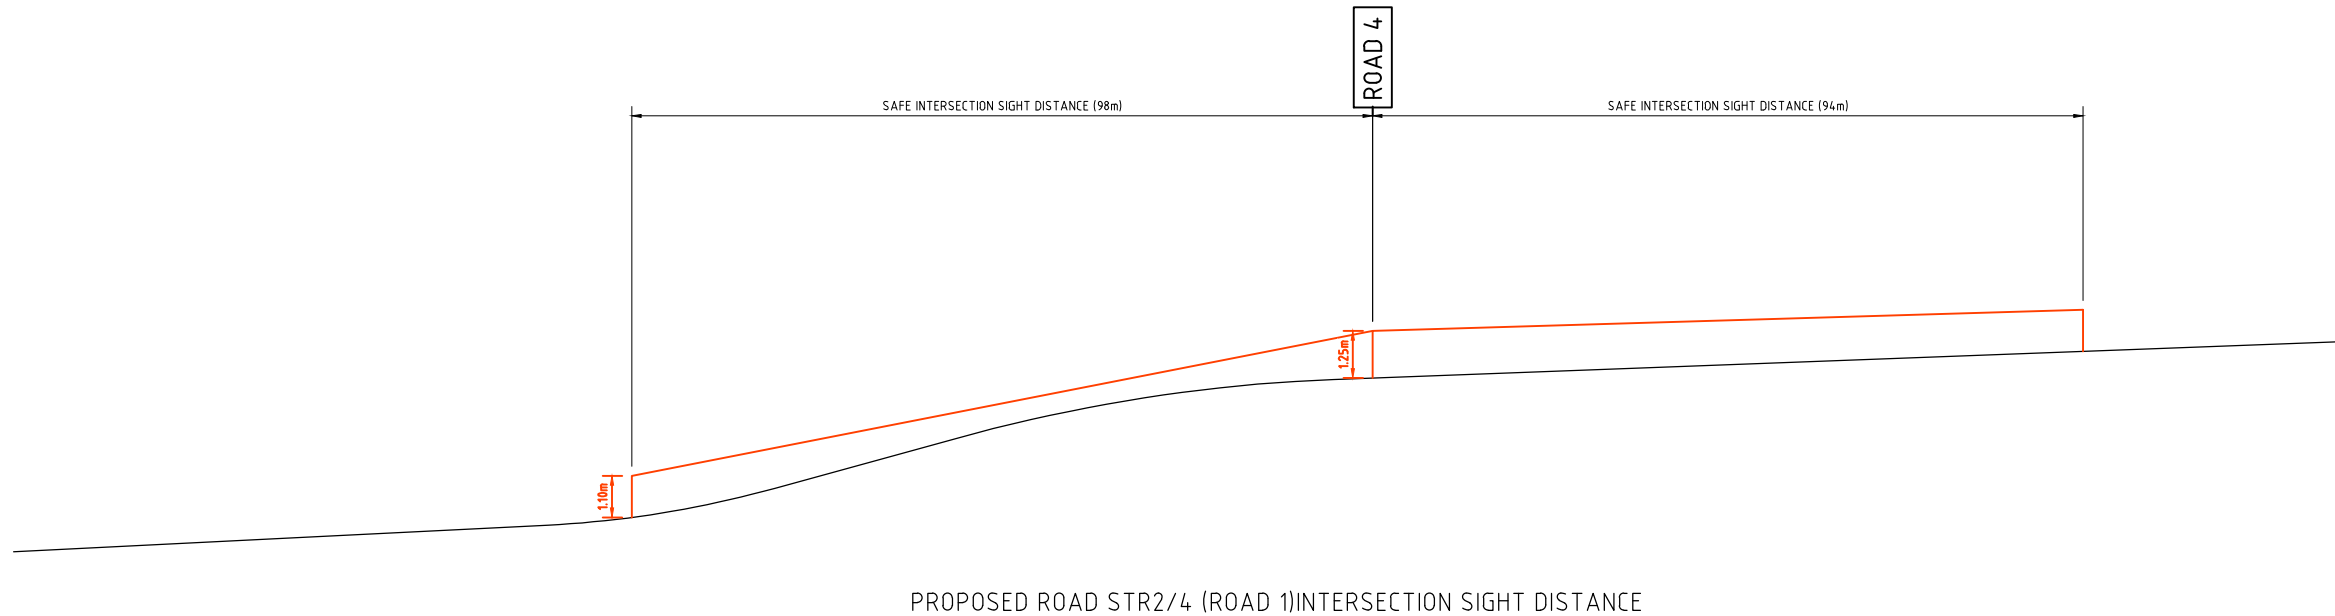 ROAD 4
SAFE INTERSECTION SIGHT DISTANCE (98m)
SAFE INTERSECTION SIGHT DISTANCE (94m)
1.25m
1.10m
PROPOSED ROAD STR2/4 (ROAD 1)INTERSECTION SIGHT DISTANCE